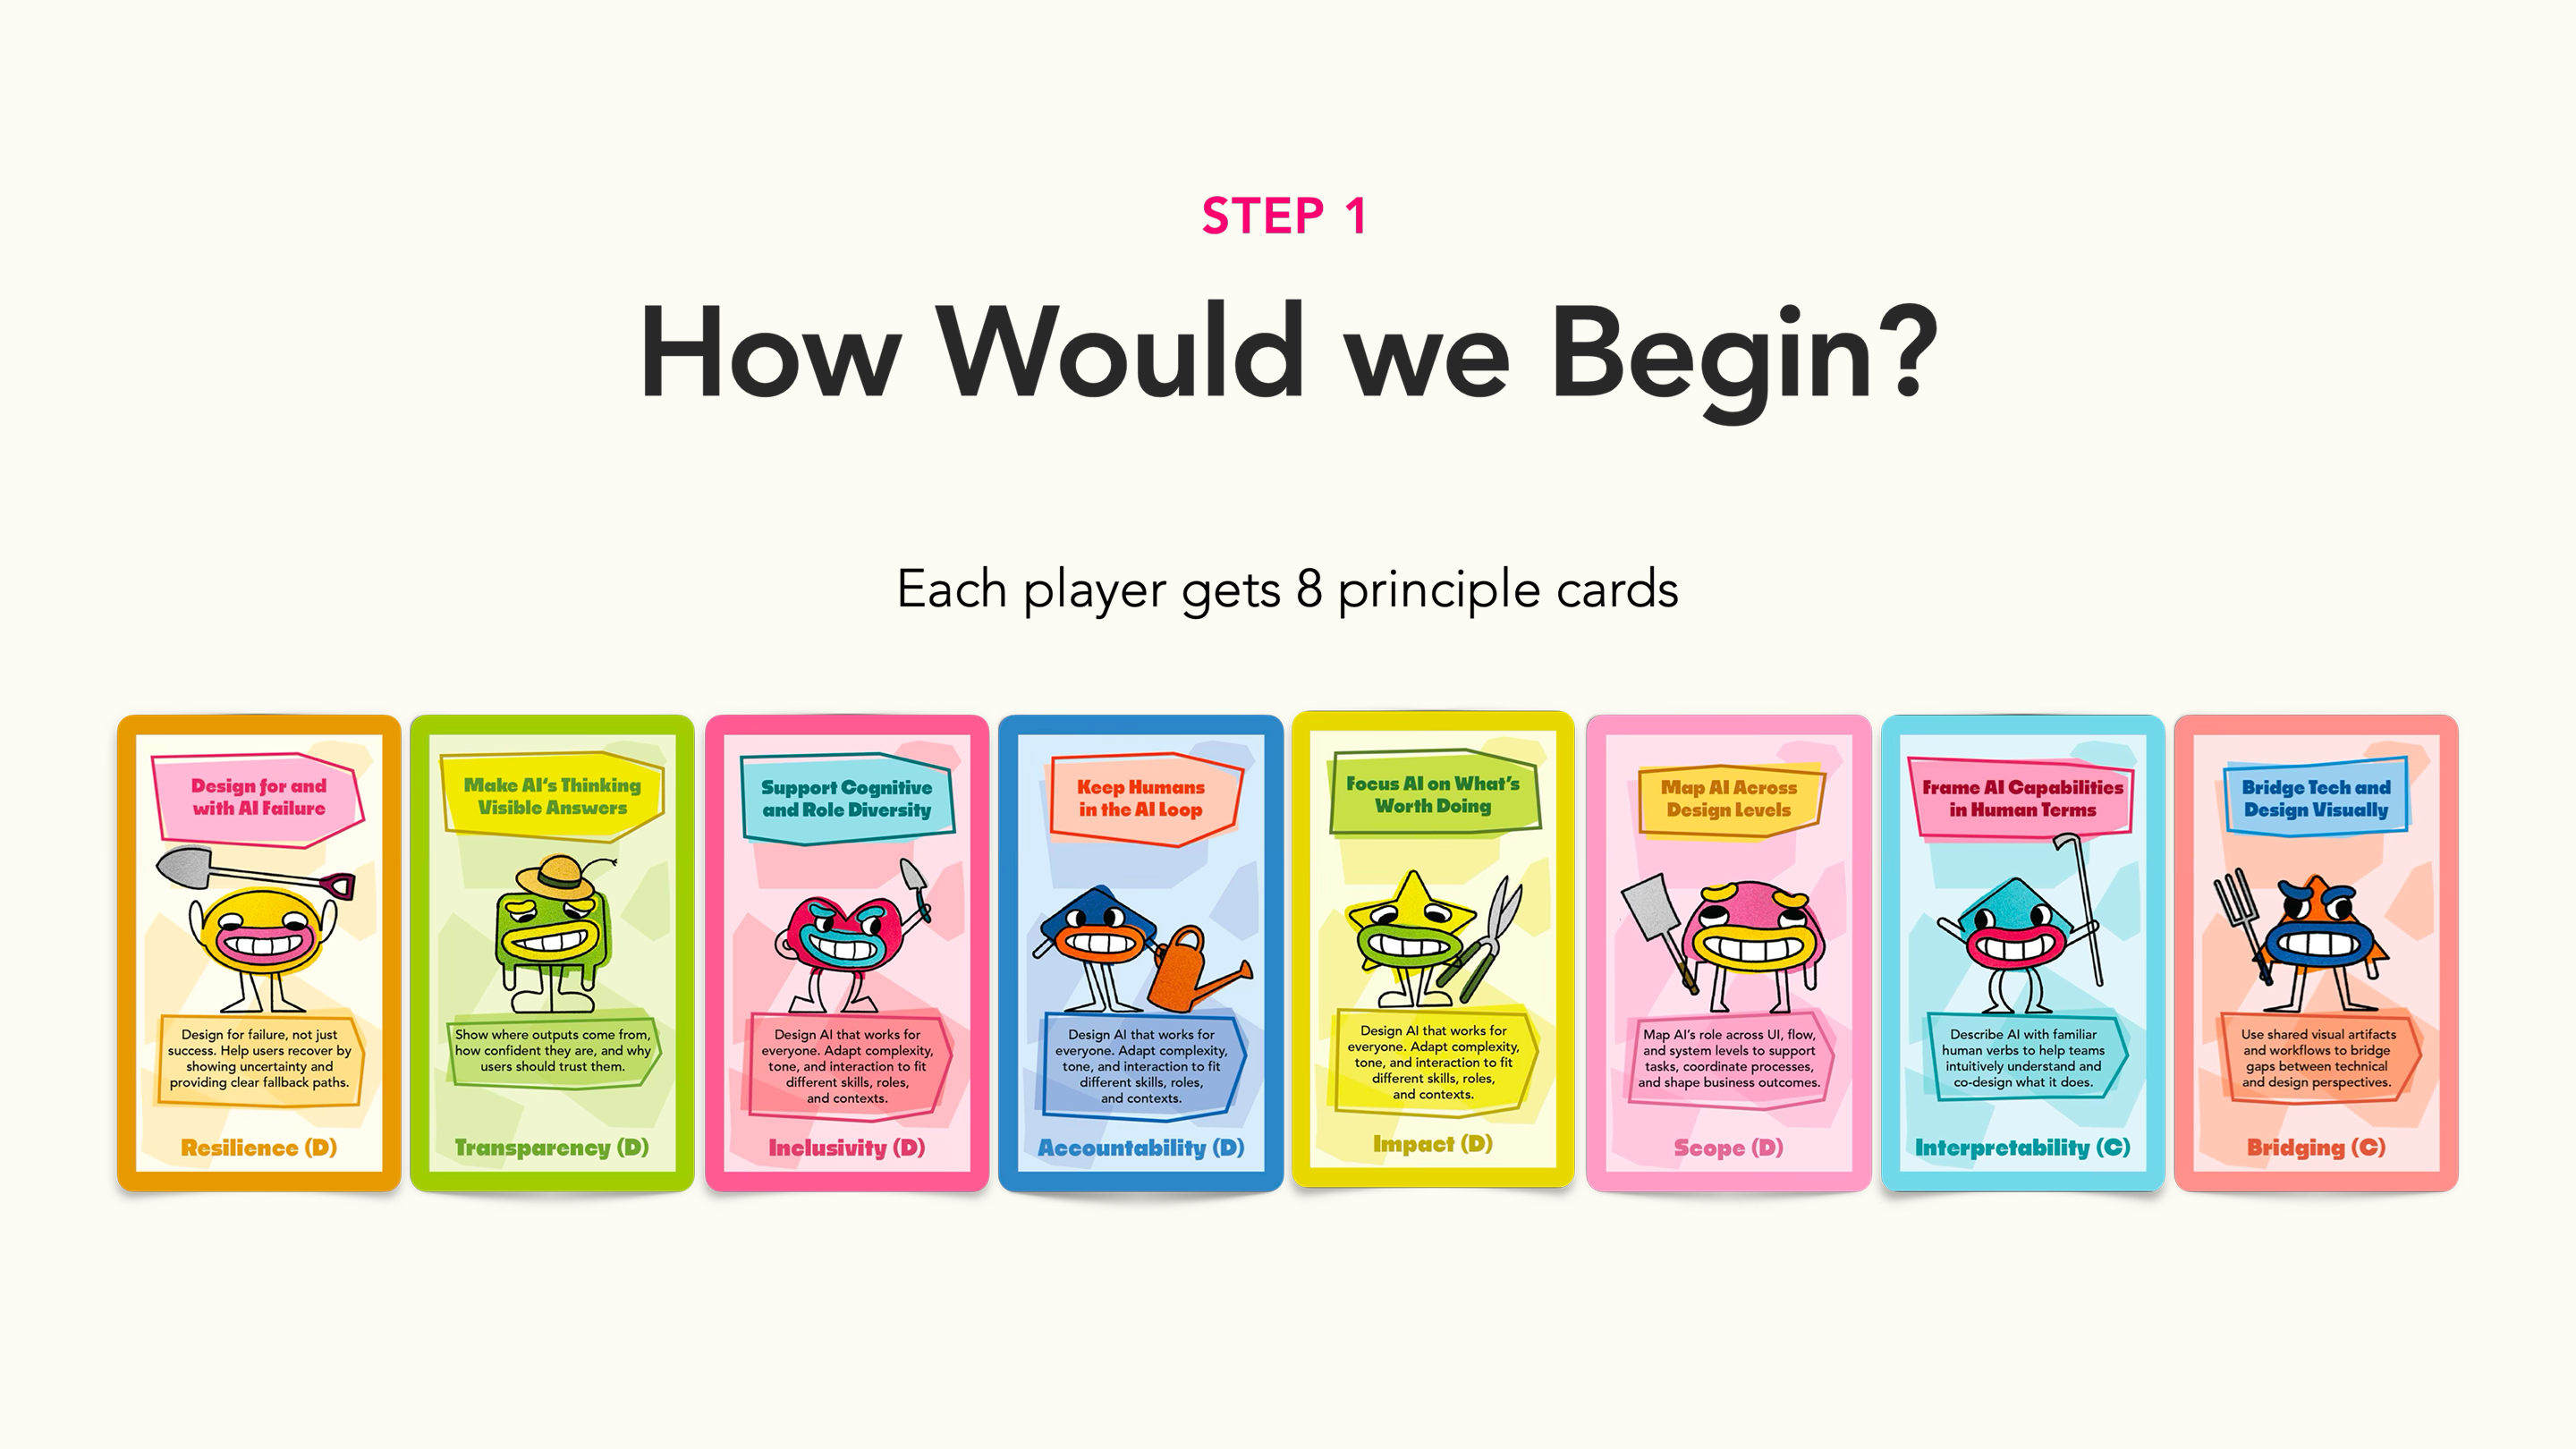 STEP 1
How Would we Begin?
Each player gets 8 principle cards
Design for and
with AI Failure
Design for failure, not just
success. Help users recover by
showing uncertainty and
providing clear fallback paths.
Resilience (D)
Make AI's Thinking
Visible Answers
Show where outputs come from,
how confident they are, and why
users should trust them.
Transparency (D)
Support Cognitive
and Role Diversity
Design AI that works for
everyone. Adapt complexity,
tone, and interaction to fit
different skills, roles,
and contexts.
Inclusivity (D)
Keep Humans
in the AI Loop
Design AI that works for
everyone. Adapt complexity,
tone, and interaction to fit
different skills, roles,
and contexts.
Accountability (D)
Focus AI on What's
Worth Doing
Design AI that works for
everyone. Adapt complexity,
tone, and interaction to fit
different skills, roles,
and contexts.
Impact (D)
Map AI Across
Design Levels
Map AI's role across UI, flow,
and system levels to support
tasks, coordinate processes,
and shape business outcomes.
Scope (D)
Frame AI Capabilities
in Human Terms
Describe AI with familiar
human verbs to help teams
intuitively understand and
co-design what it does.
Interpretability (C)
Bridge Tech and
Design Visually
Use shared visual artifacts
and workflows to bridge
gaps between technical
and design perspectives.
Bridging (C)